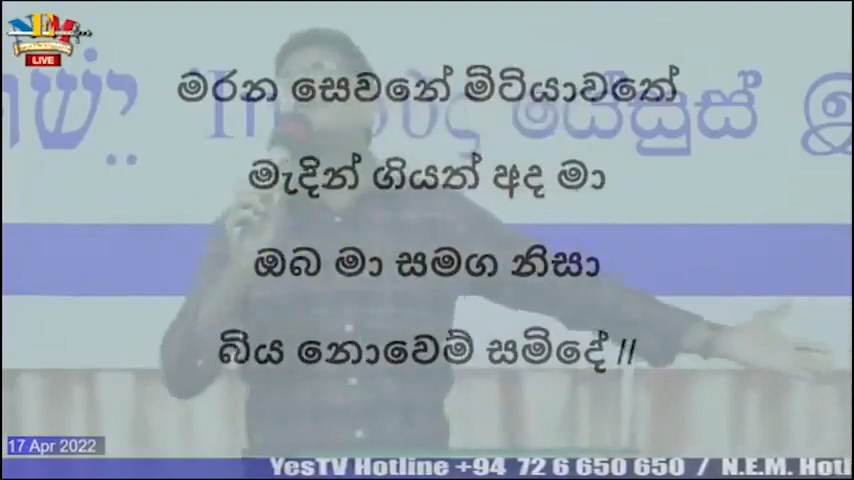 LIVE
මරන සෙවනේ මිටියාවතේ
මැදින් ගියත් අද මා
ඔබ මා සමග නිසා
බිය නොවෙම් සමිදේ //
17 Apr 2022
YesTV Hotline +94 72 6 650 650 / N.E.M. Hotl